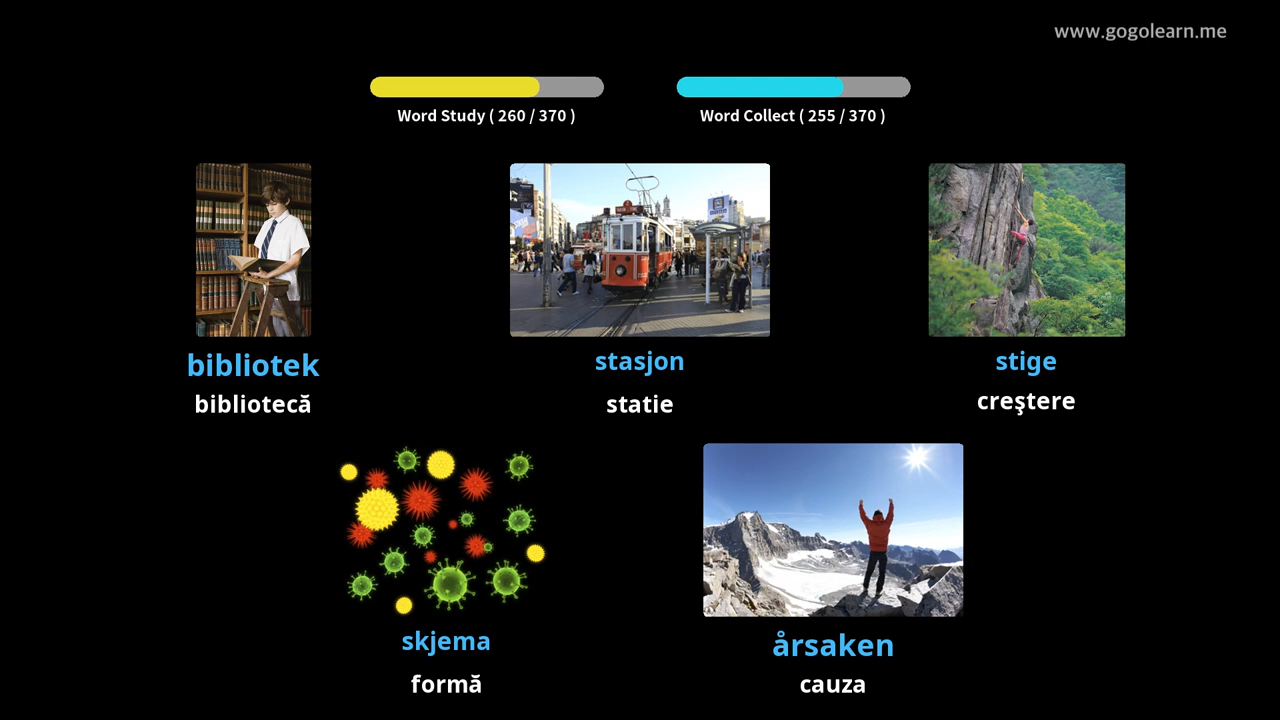 www.gogolearn.me
Word Study ( 260 / 370 )
Word Collect ( 255 / 370 )
bibliotek
bibliotecă
stasjon
statie
stige
creştere
skjema
formă
årsaken
cauza